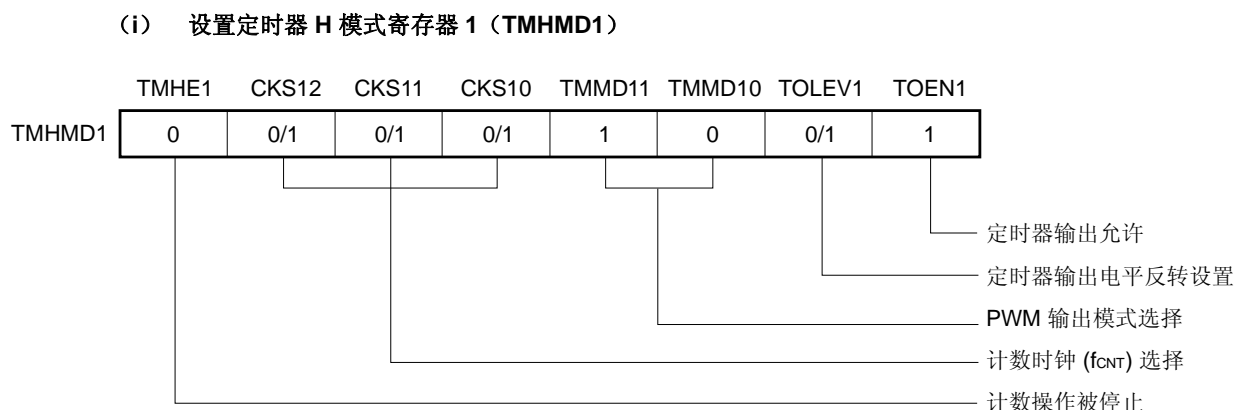 （i） 设置定时器 H 模式寄存器 1（TMHMD1）
TMHE1 CKS12 CKS11 CKS10 TMMD11 TMMD10 TOLEV1 TOEN1
TMHMD1 0 0/1 0/1 0/1 1 0 0/1 1
定时器输出允许
定时器输出电平反转设置
PWM 输出模式选择
计数时钟 (fCNT) 选择
计数操作被停止